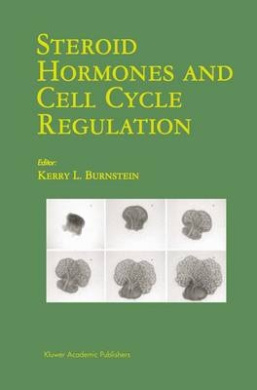 STEROID
HORMONES AND
CELL CYCLE
REGULATION
Editor:
KERRY L. BURNSTEIN
Kluwer Academic Publishers